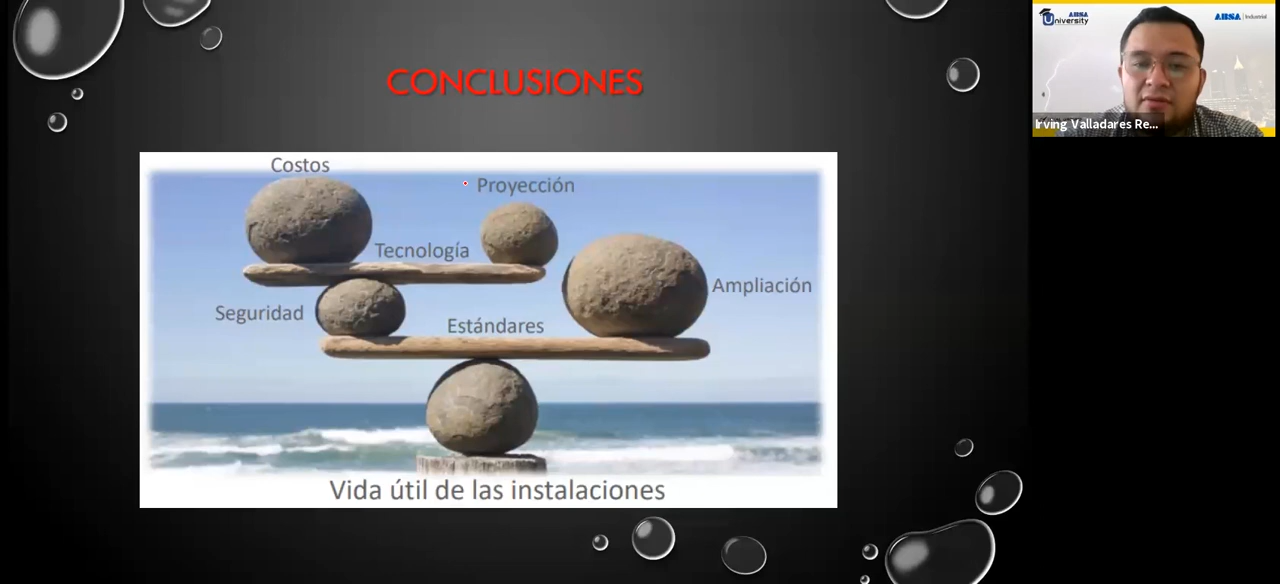 CONCLUSIONES
Costos
Proyección
Tecnología
Ampliación
Seguridad
Estándares
Vida útil de las instalaciones
ABSA
University
ABSA | Industrial
Irving Valladares Re...